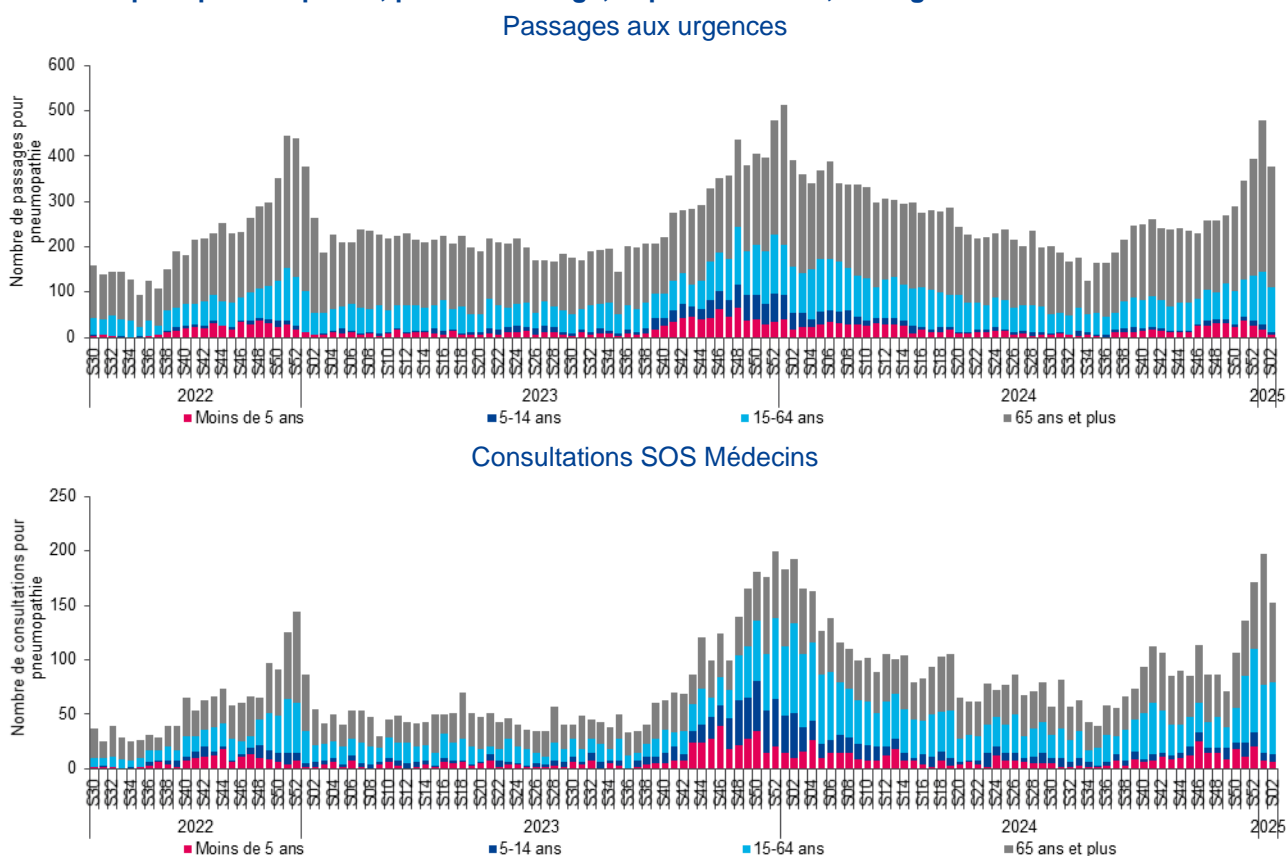 Passages aux urgences
Nombre de passages pour
pneumopathie
600
500
400
300
200
100
0
S30 S32 S34 S36 S38 S40 S42 S44 S46 S48 S50 S52 S02 S04 S06 S08 S10 S12 S14 S16 S18 S20 S22 S24 S26 S28 S30 S32 S34 S36 S38 S40 S42 S44 S46 S48 S50 S52 S02 S04 S06 S08 S10 S12 S14 S16 S18 S20 S22 S24 S26 S28 S30 S32 S34 S36 S38 S40 S42 S44 S46 S48 S50 S52 S02
2022 2023 2024 2025
Moins de 5 ans 5-14 ans 15-64 ans 65 ans et plus
Consultations SOS Médecins
Nombre de consultations pour
pneumopathie
250
200
150
100
50
0
S30 S32 S34 S36 S38 S40 S42 S44 S46 S48 S50 S52 S02 S04 S06 S08 S10 S12 S14 S16 S18 S20 S22 S24 S26 S28 S30 S32 S34 S36 S38 S40 S42 S44 S46 S48 S50 S52 S02 S04 S06 S08 S10 S12 S14 S16 S18 S20 S22 S24 S26 S28 S30 S32 S34 S36 S38 S40 S42 S44 S46 S48 S50 S52 S02
2022 2023 2024 2025
Moins de 5 ans 5-14 ans 15-64 ans 65 ans et plus